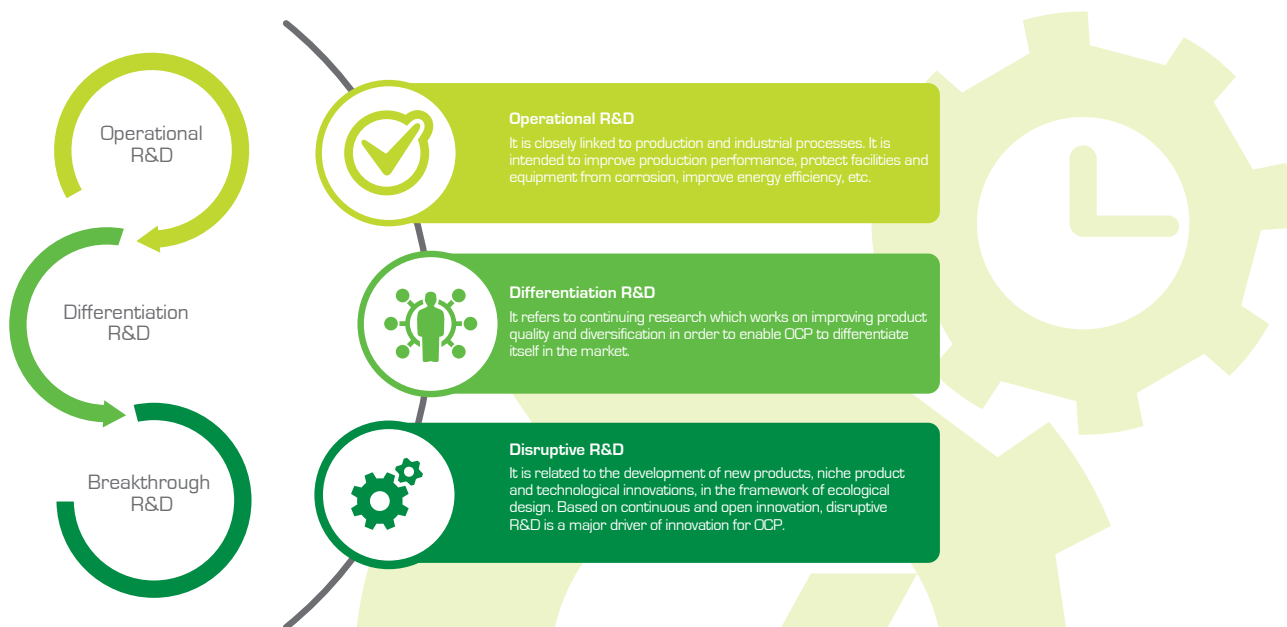 Operational
R&D
Differentiation
R&D
Breakthrough
R&D
Operational R&D
It is closely linked to production and industrial processes. It is
intended to improve production performance, protect facilities and
equipment from corrosion, improve energy efficiency, etc.
Differentiation R&D
It refers to continuing research which works on improving product
quality and diversification in order to enable OCP to differentiate
itself in the market.
Disruptive R&D
It is related to the development of new products, niche product
and technological innovations, in the framework of ecological
design. Based on continuous and open innovation, disruptive
R&D is a major driver of innovation for OCP.